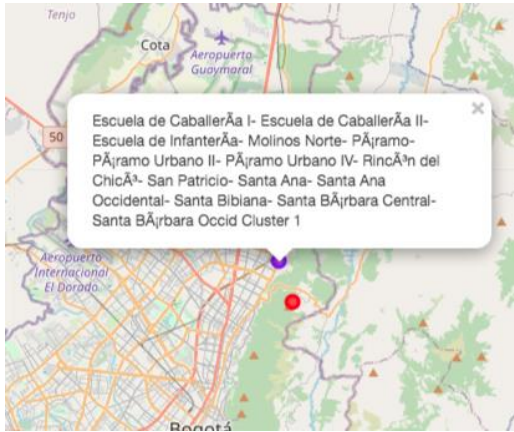 Tenjo
Cota
Aeropuerto
Guaymaral
50
×
Escuela de CaballerÃa I- Escuela de CaballerÃa II-
Escuela de InfanterÃa- Molinos Norte- PÃ¡ramo-
PÃ¡ramo Urbano II- PÃ¡ramo Urbano IV- RincÃ³n del
ChicÃ³- San Patricio- Santa Ana- Santa Ana
Occidental- Santa Bibiana- Santa BÃ¡rbara Central-
Santa BÃ¡rbara Occid Cluster 1
Aeropuerto
Internacional
El Dorado
Bogotá